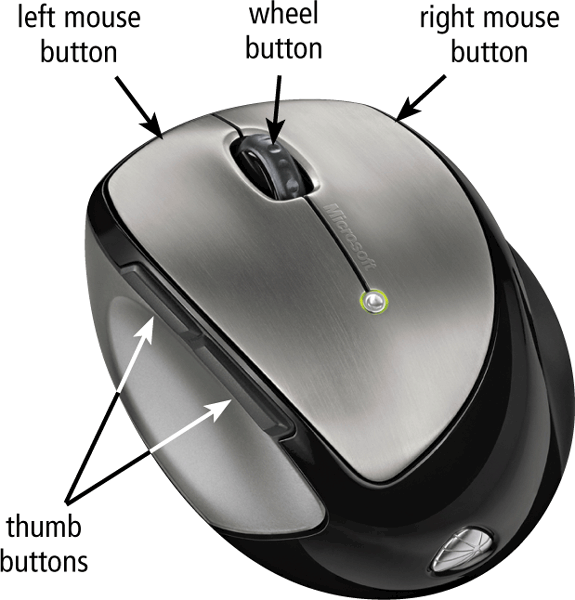 left mouse
button
wheel
button
right mouse
button
Microsoft
thumb
buttons